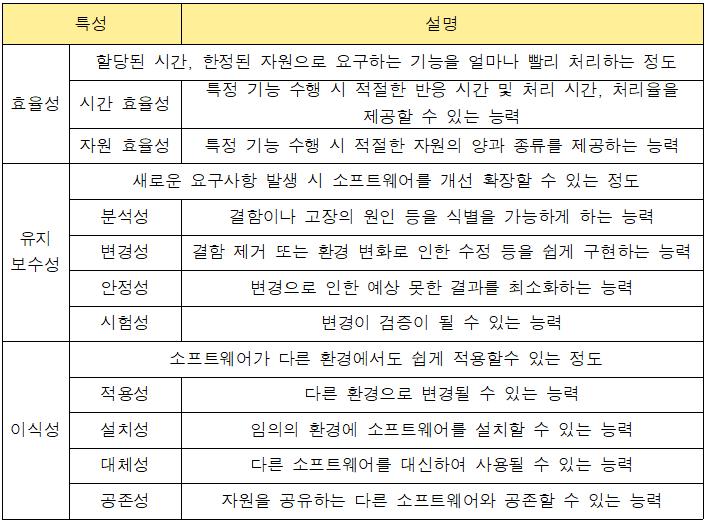 특성 설명
효율성
할당된 시간, 한정된 자원으로 요구하는 기능을 얼마나 빨리 처리하는 정도
시간 효율성
특정 기능 수행 시 적절한 반응 시간 및 처리 시간, 처리율을
제공할 수 있는 능력
자원 효율성 특정 기능 수행 시 적절한 자원의 양과 종류를 제공하는 능력
유지
보수성
새로운 요구사항 발생 시 소프트웨어를 개선 확장할 수 있는 정도
분석성 결함이나 고장의 원인 등을 식별을 가능하게 하는 능력
변경성 결함 제거 또는 환경 변화로 인한 수정 등을 쉽게 구현하는 능력
안정성 변경으로 인한 예상 못한 결과를 최소화하는 능력
시험성 변경이 검증이 될 수 있는 능력
이식성
소프트웨어가 다른 환경에서도 쉽게 적용할수 있는 정도
적용성 다른 환경으로 변경될 수 있는 능력
설치성 임의의 환경에 소프트웨어를 설치할 수 있는 능력
대체성 다른 소프트웨어를 대신하여 사용될 수 있는 능력
공존성 자원을 공유하는 다른 소프트웨어와 공존할 수 있는 능력